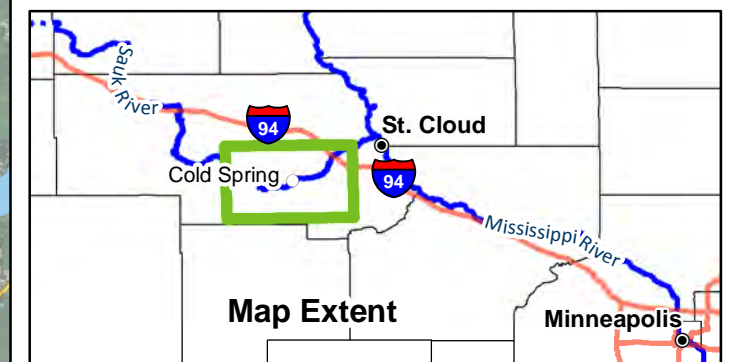 Sauk River
94
St. Cloud
Cold Spring
94
Mississippi River
Map Extent
Minneapolis